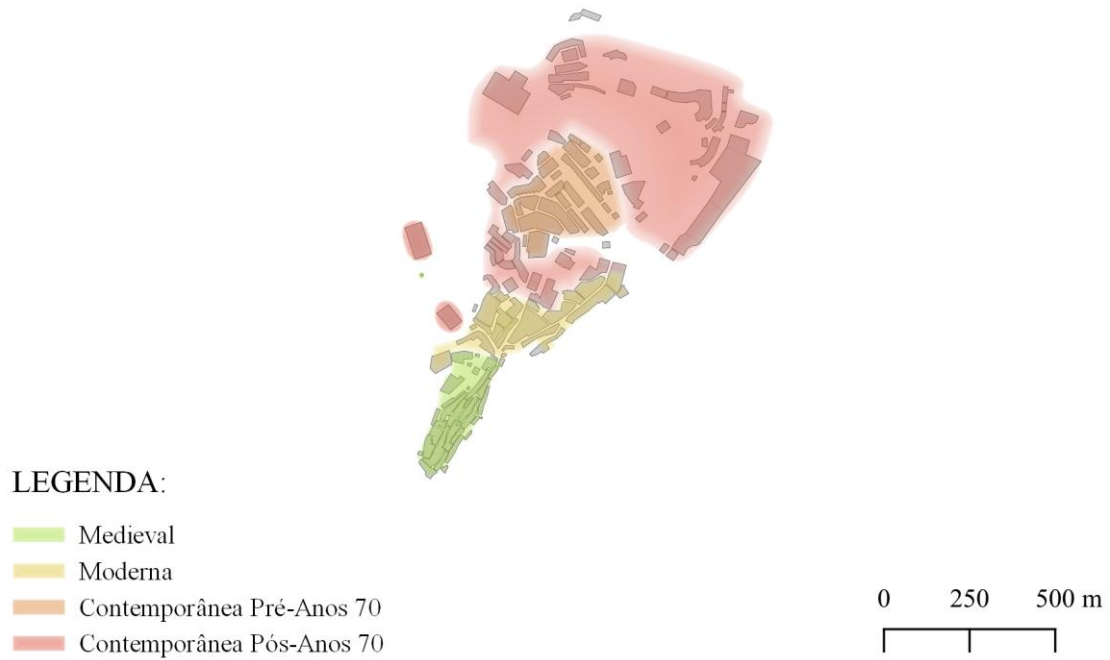 LEGENDA:
Medieval
Moderna
Contemporânea Pré-Anos 70
Contemporânea Pós-Anos 70
0 250 500 m